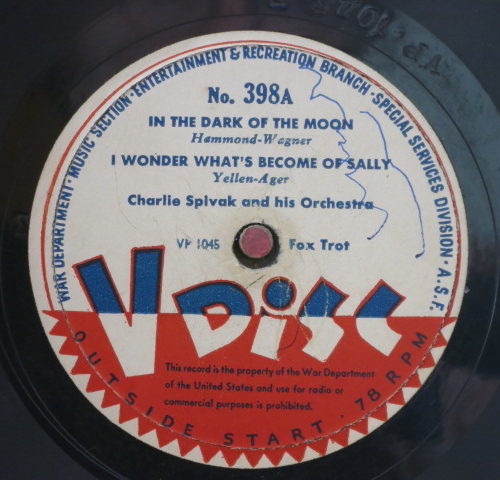 WAR DEPARTMENT · MUSIC SECTION · ENTERTAINMENT & RECREATION BRANCH · SPECIAL SERVICES DIVISION · A.S.F.
No. 398A
IN THE DARK OF THE MOON
Hammond-Wagner
I WONDER WHAT'S BECOME OF SALLY
Yellen-Ager
Charlie Spivak and his Orchestra
VP 1045 Fox Trot
V DISC
This record is the property of the War Department
of the United States and use for radio or
commercial purposes is prohibited.
OUTSIDE START · 78 RPM